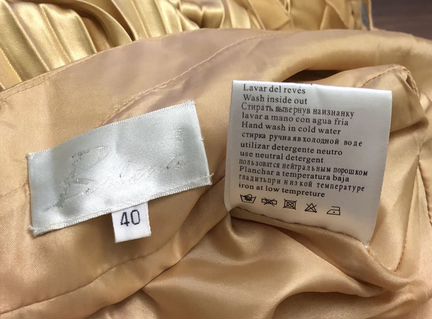 40
Lavar del revés
Wash inside out
Стирать вывернув наизнанку
lavar a mano con agua fria
Hand wash in cold water
стирка ручная в холодной воде
utilizar detergente neutro
use neutral detergent
пользоватся нейтральным порошком
Planchar a temperatura baja
гладить при низкой температуре
iron at low tempreture